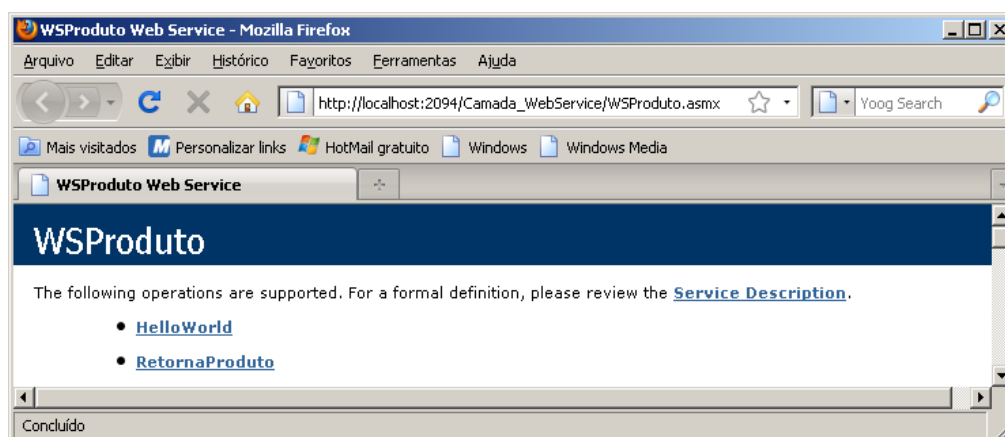 WSProduto Web Service - Mozilla Firefox
Arquivo Editar Exibir Histórico Favoritos Ferramentas Ajuda
http://localhost:2094/Camada_WebService/WSProduto.asmx Yoog Search
Mais visitados Personalizar links HotMail gratuito Windows Windows Media
WSProduto Web Service
WSProduto
The following operations are supported. For a formal definition, please review the Service Description.
HelloWorld
RetornaProduto
Concluído